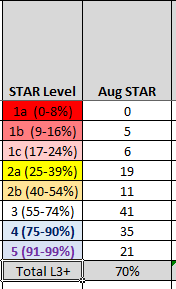 STAR Level Aug STAR
1a (0-8%) 0
1b (9-16%) 5
1c (17-24%) 6
2a (25-39%) 19
2b (40-54%) 11
3 (55-74%) 41
4 (75-90%) 35
5 (91-99%) 21
Total L3+ 70%